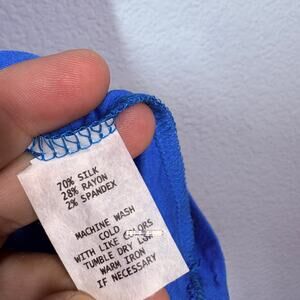 70% SILK
28% RAYON
2% SPANDEX
MACHINE WASH
COLD
WITH LIKE COLORS
TUMBLE DRY LOW
WARM IRON
IF NECESSARY